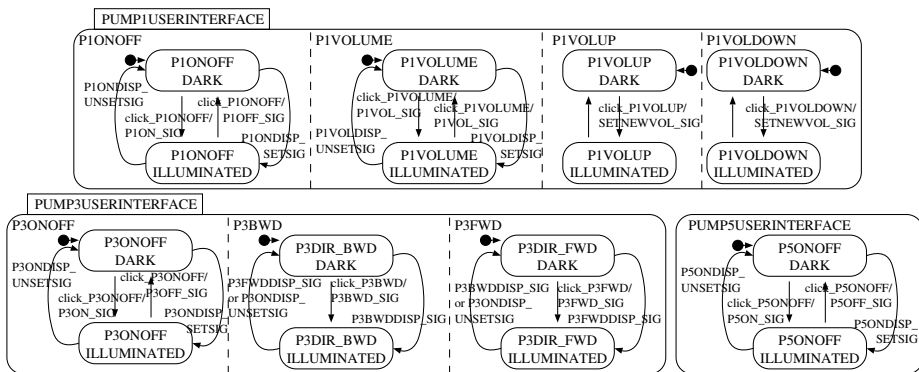 PUMP1USERINTERFACE
P1ONOFF
P1ONOFF
DARK
P1ONDISP_
UNSETSIG
click_P1ONOFF/
P1ON_SIG
click_P1ONOFF/
P1OFF_SIG
P1ONDISP_
SETSIG
P1ONOFF
ILLUMINATED
P1VOLUME
P1VOLUME
DARK
click_P1VOLUME/
P1VOL_SIG
click_P1VOLUME/
P1VOL_SIG
P1VOLDISP_
UNSETSIG
P1VOLDISP_
SETSIG
P1VOLUME
ILLUMINATED
P1VOLUP
P1VOLUP
DARK
click_P1VOLUP/
SETNEWVOL_SIG
P1VOLUP
ILLUMINATED
P1VOLDOWN
P1VOLDOWN
DARK
click_P1VOLDOWN/
SETNEWVOL_SIG
P1VOLDOWN
ILLUMINATED
PUMP3USERINTERFACE
P3ONOFF
P3ONOFF
DARK
P3ONDISP_
UNSETSIG
click_P3ONOFF/
P3OFF_SIG
click_P3ONOFF/
P3ON_SIG
P3ONDISP_
SETSIG
P3ONOFF
ILLUMINATED
P3BWD
P3DIR_BWD
DARK
P3FWDDISP_SIG
or P3ONDISP_
UNSETSIG
click_P3BWD/
P3BWD_SIG
P3BWDDISP_SIG
P3DIR_BWD
ILLUMINATED
P3FWD
P3DIR_FWD
DARK
P3BWDDISP_SIG
or P3ONDISP_
UNSETSIG
click_P3FWD/
P3FWD_SIG
P3FWDDISP_SIG
P3DIR_FWD
ILLUMINATED
PUMP5USERINTERFACE
P5ONOFF
DARK
P5ONDISP_
UNSETSIG
click_P5ONOFF/
P5OFF_SIG
click_P5ONOFF/
P5ON_SIG
P5ONDISP_
SETSIG
P5ONOFF
ILLUMINATED